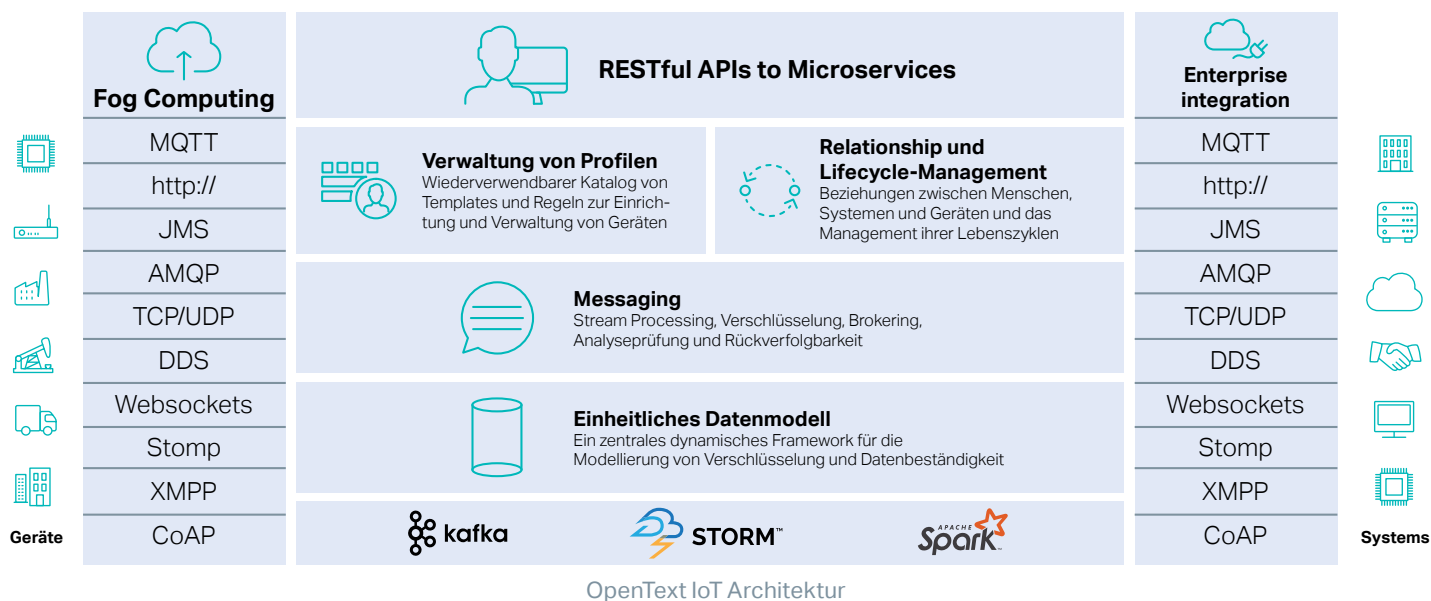 Fog Computing
MQTT
http://
JMS
AMQP
TCP/UDP
DDS
Websockets
Stomp
XMPP
CoAP
Geräte
RESTful APIs to Microservices
Verwaltung von Profilen
Wiederverwendbarer Katalog von
Templates und Regeln zur Einrich-
tung und Verwaltung von Geräten
Relationship und
Lifecycle-Management
Beziehungen zwischen Menschen,
Systemen und Geräten und das
Management ihrer Lebenszyklen
Messaging
Stream Processing, Verschlüsselung, Brokering,
Analyseprüfung und Rückverfolgbarkeit
Einheitliches Datenmodell
Ein zentrales dynamisches Framework für die
Modellierung von Verschlüsselung und Datenbeständigkeit
kafka
STORM™
APACHE
Spark™
Enterprise
integration
MQTT
http://
JMS
AMQP
TCP/UDP
DDS
Websockets
Stomp
XMPP
CoAP
Systems
OpenText IoT Architektur